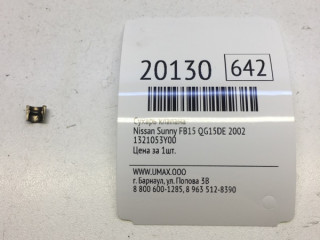 20130 642
Сухарь клапана
Nissan Sunny FB15 QG15DE 2002
1321053Y00
Цена за 1шт.
WWW.UMAX.OOO
г. Барнаул, ул. Попова 3В
8 800 600-1285, 8 963 512-8390